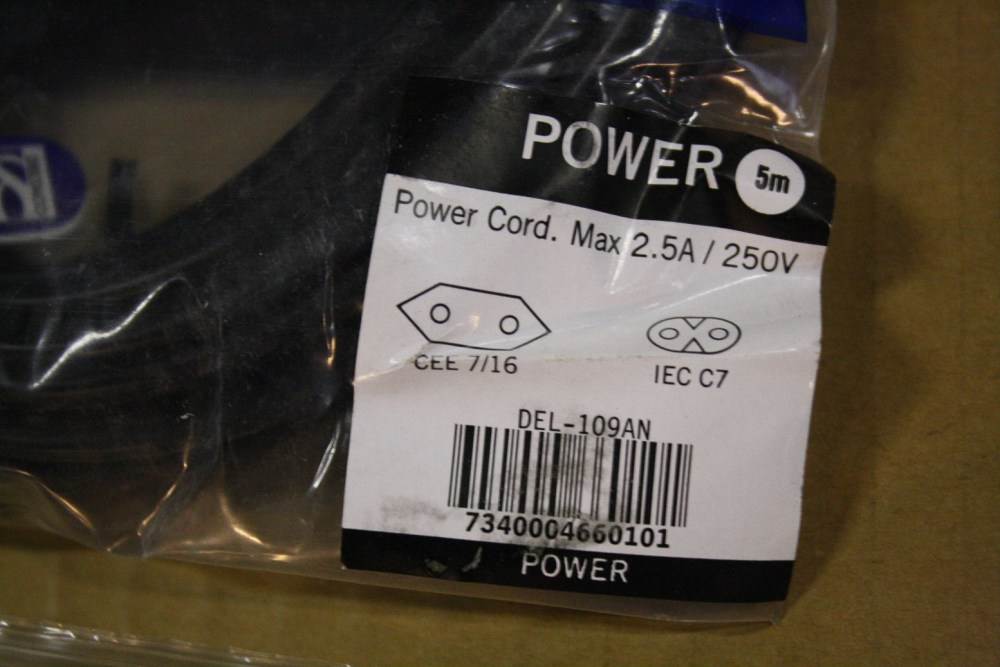 POWER 5m
Power Cord. Max 2.5A / 250V
CEE 7/16
IEC C7
DEL-109AN
7340004660101
POWER